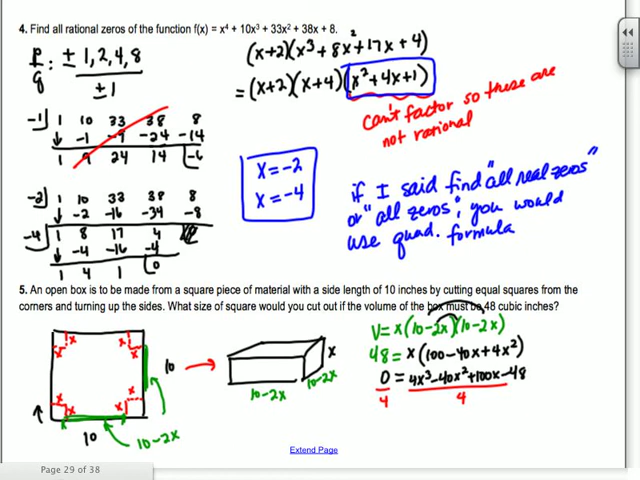 4. Find all rational zeros of the function f(x) = x⁴ + 10x³ + 33x² + 38x + 8.
p/q : ± 1, 2, 4, 8 / ± 1
(x+2)(x³ + 8x² + 17x + 4)
= (x+2)(x+4)(x² + 4x + 1)
can't factor so these are
not rational
-1 | 1 10 33 38 8
↓ -1 -9 -24 -14
1 9 24 14 |-6
x = -2
x = -4
if I said find "all real zeros"
or "all zeros", you would
use quad. formula
-2 | 1 10 33 38 8
↓ -2 -16 -34 -8
-4 | 1 8 17 4
↓ -4 -16 -4
1 4 1 |0
5. An open box is to be made from a square piece of material with a side length of 10 inches by cutting equal squares from the
corners and turning up the sides. What size of square would you cut out if the volume of the box must be 48 cubic inches?
V = x(10-2x)(10-2x)
48 = x(100-40x+4x²)
0 = 4x³-40x²+100x-48
4 4
x x x x
x x x x
10 → x
10-2x 10-2x
10 10-2x
Extend Page
Page 29 of 38